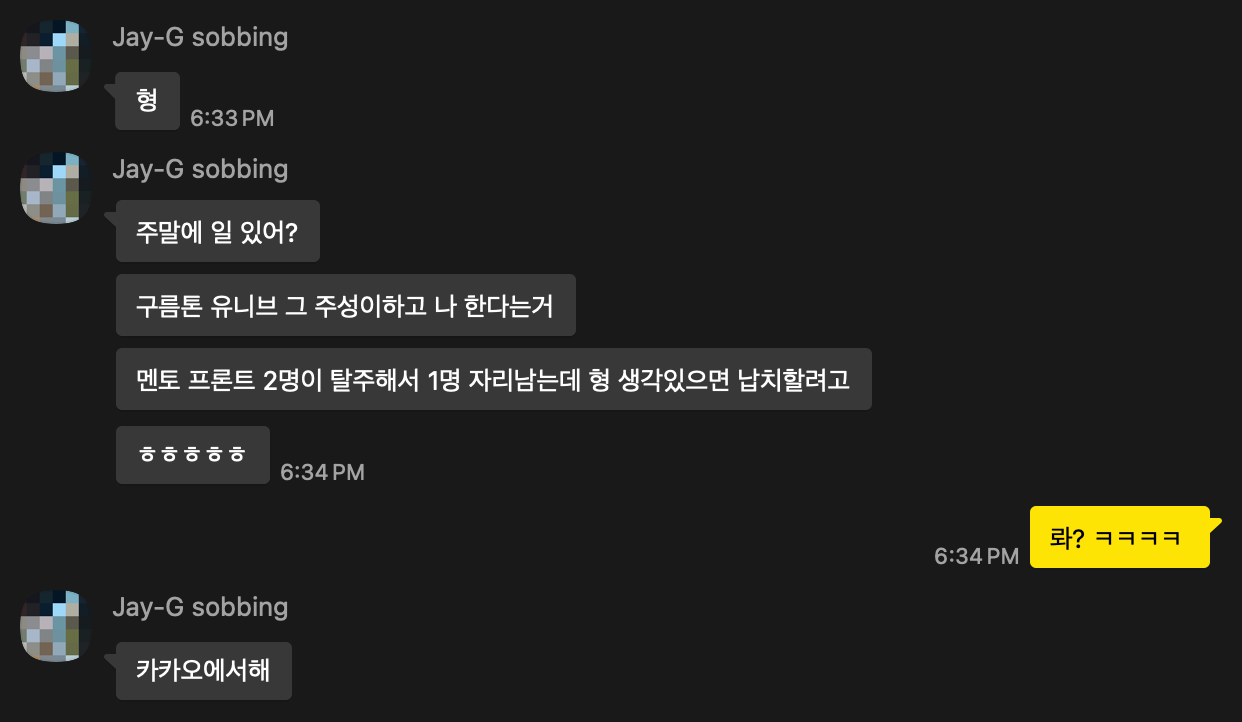 Jay-G sobbing
형
6:33 PM
Jay-G sobbing
주말에 일 있어?
구름톤 유니브 그 주성이하고 나 한다는거
멘토 프론트 2명이 탈주해서 1명 자리남는데 형 생각있으면 납치할려고
ㅎㅎㅎㅎㅎ
6:34 PM
6:34 PM
롸? ㅋㅋㅋㅋ
Jay-G sobbing
카카오에서해